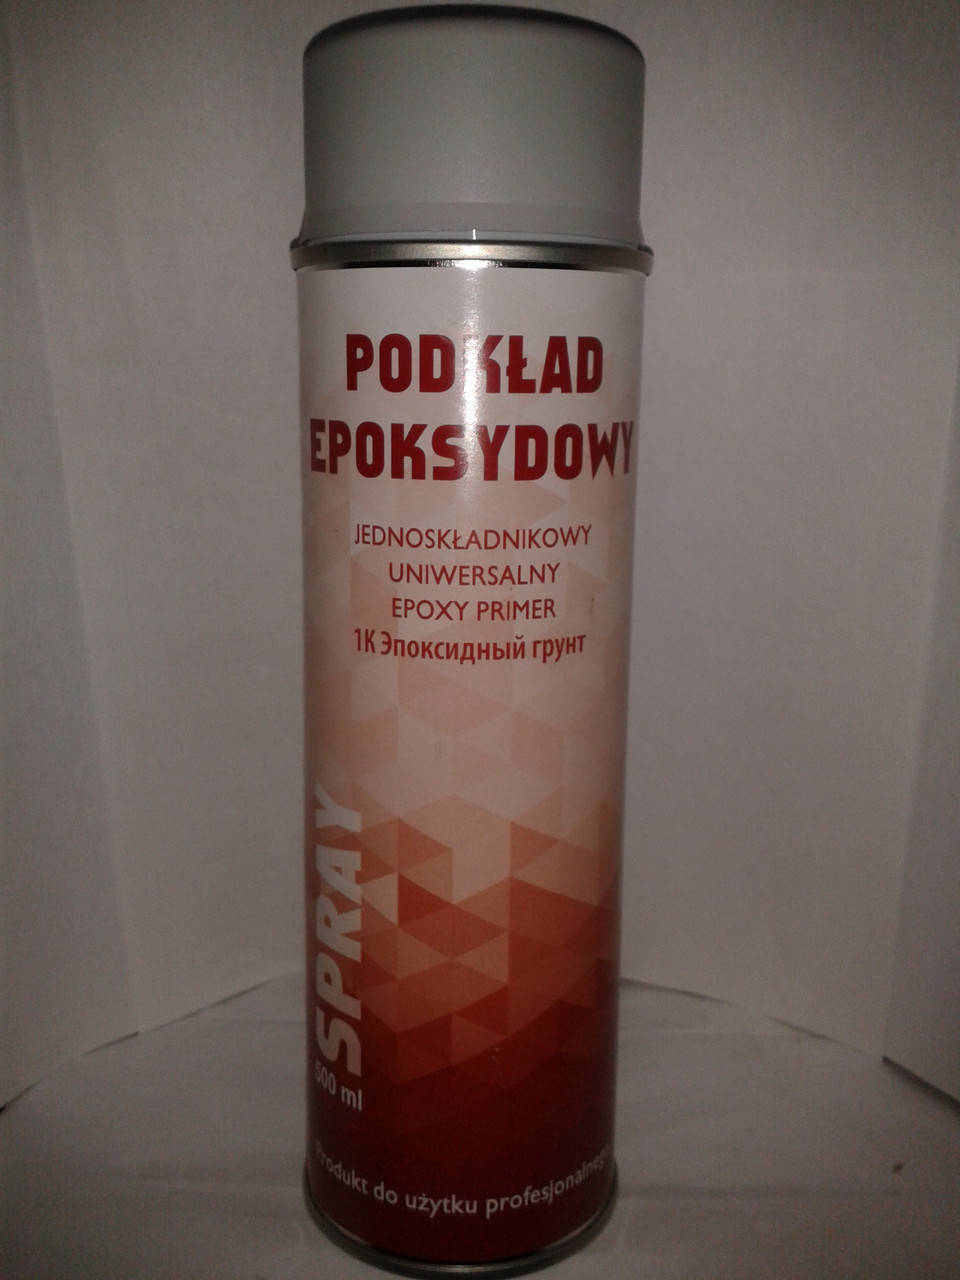 PODKŁAD
EPOKSYDOWY
JEDNOSKŁADNIKOWY
UNIWERSALNY
EPOXY PRIMER
1K Эпоксидный грунт
SPRAY
500 ml
Produkt do użytku profesjonalnego